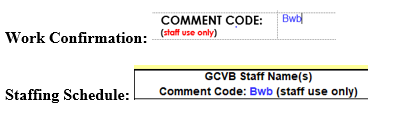 COMMENT CODE: Bwb
Work Confirmation: (staff use only)
GCVB Staff Name(s)
Staffing Schedule: Comment Code: Bwb (staff use only)